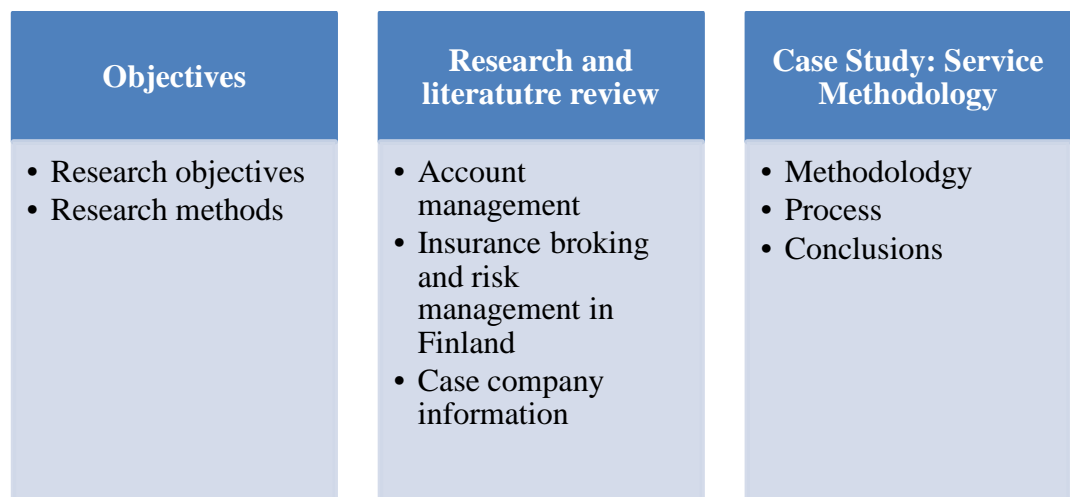 Objectives
• Research objectives
• Research methods
Research and
literatutre review
• Account
management
• Insurance broking
and risk
management in
Finland
• Case company
information
Case Study: Service
Methodology
• Methodolodgy
• Process
• Conclusions